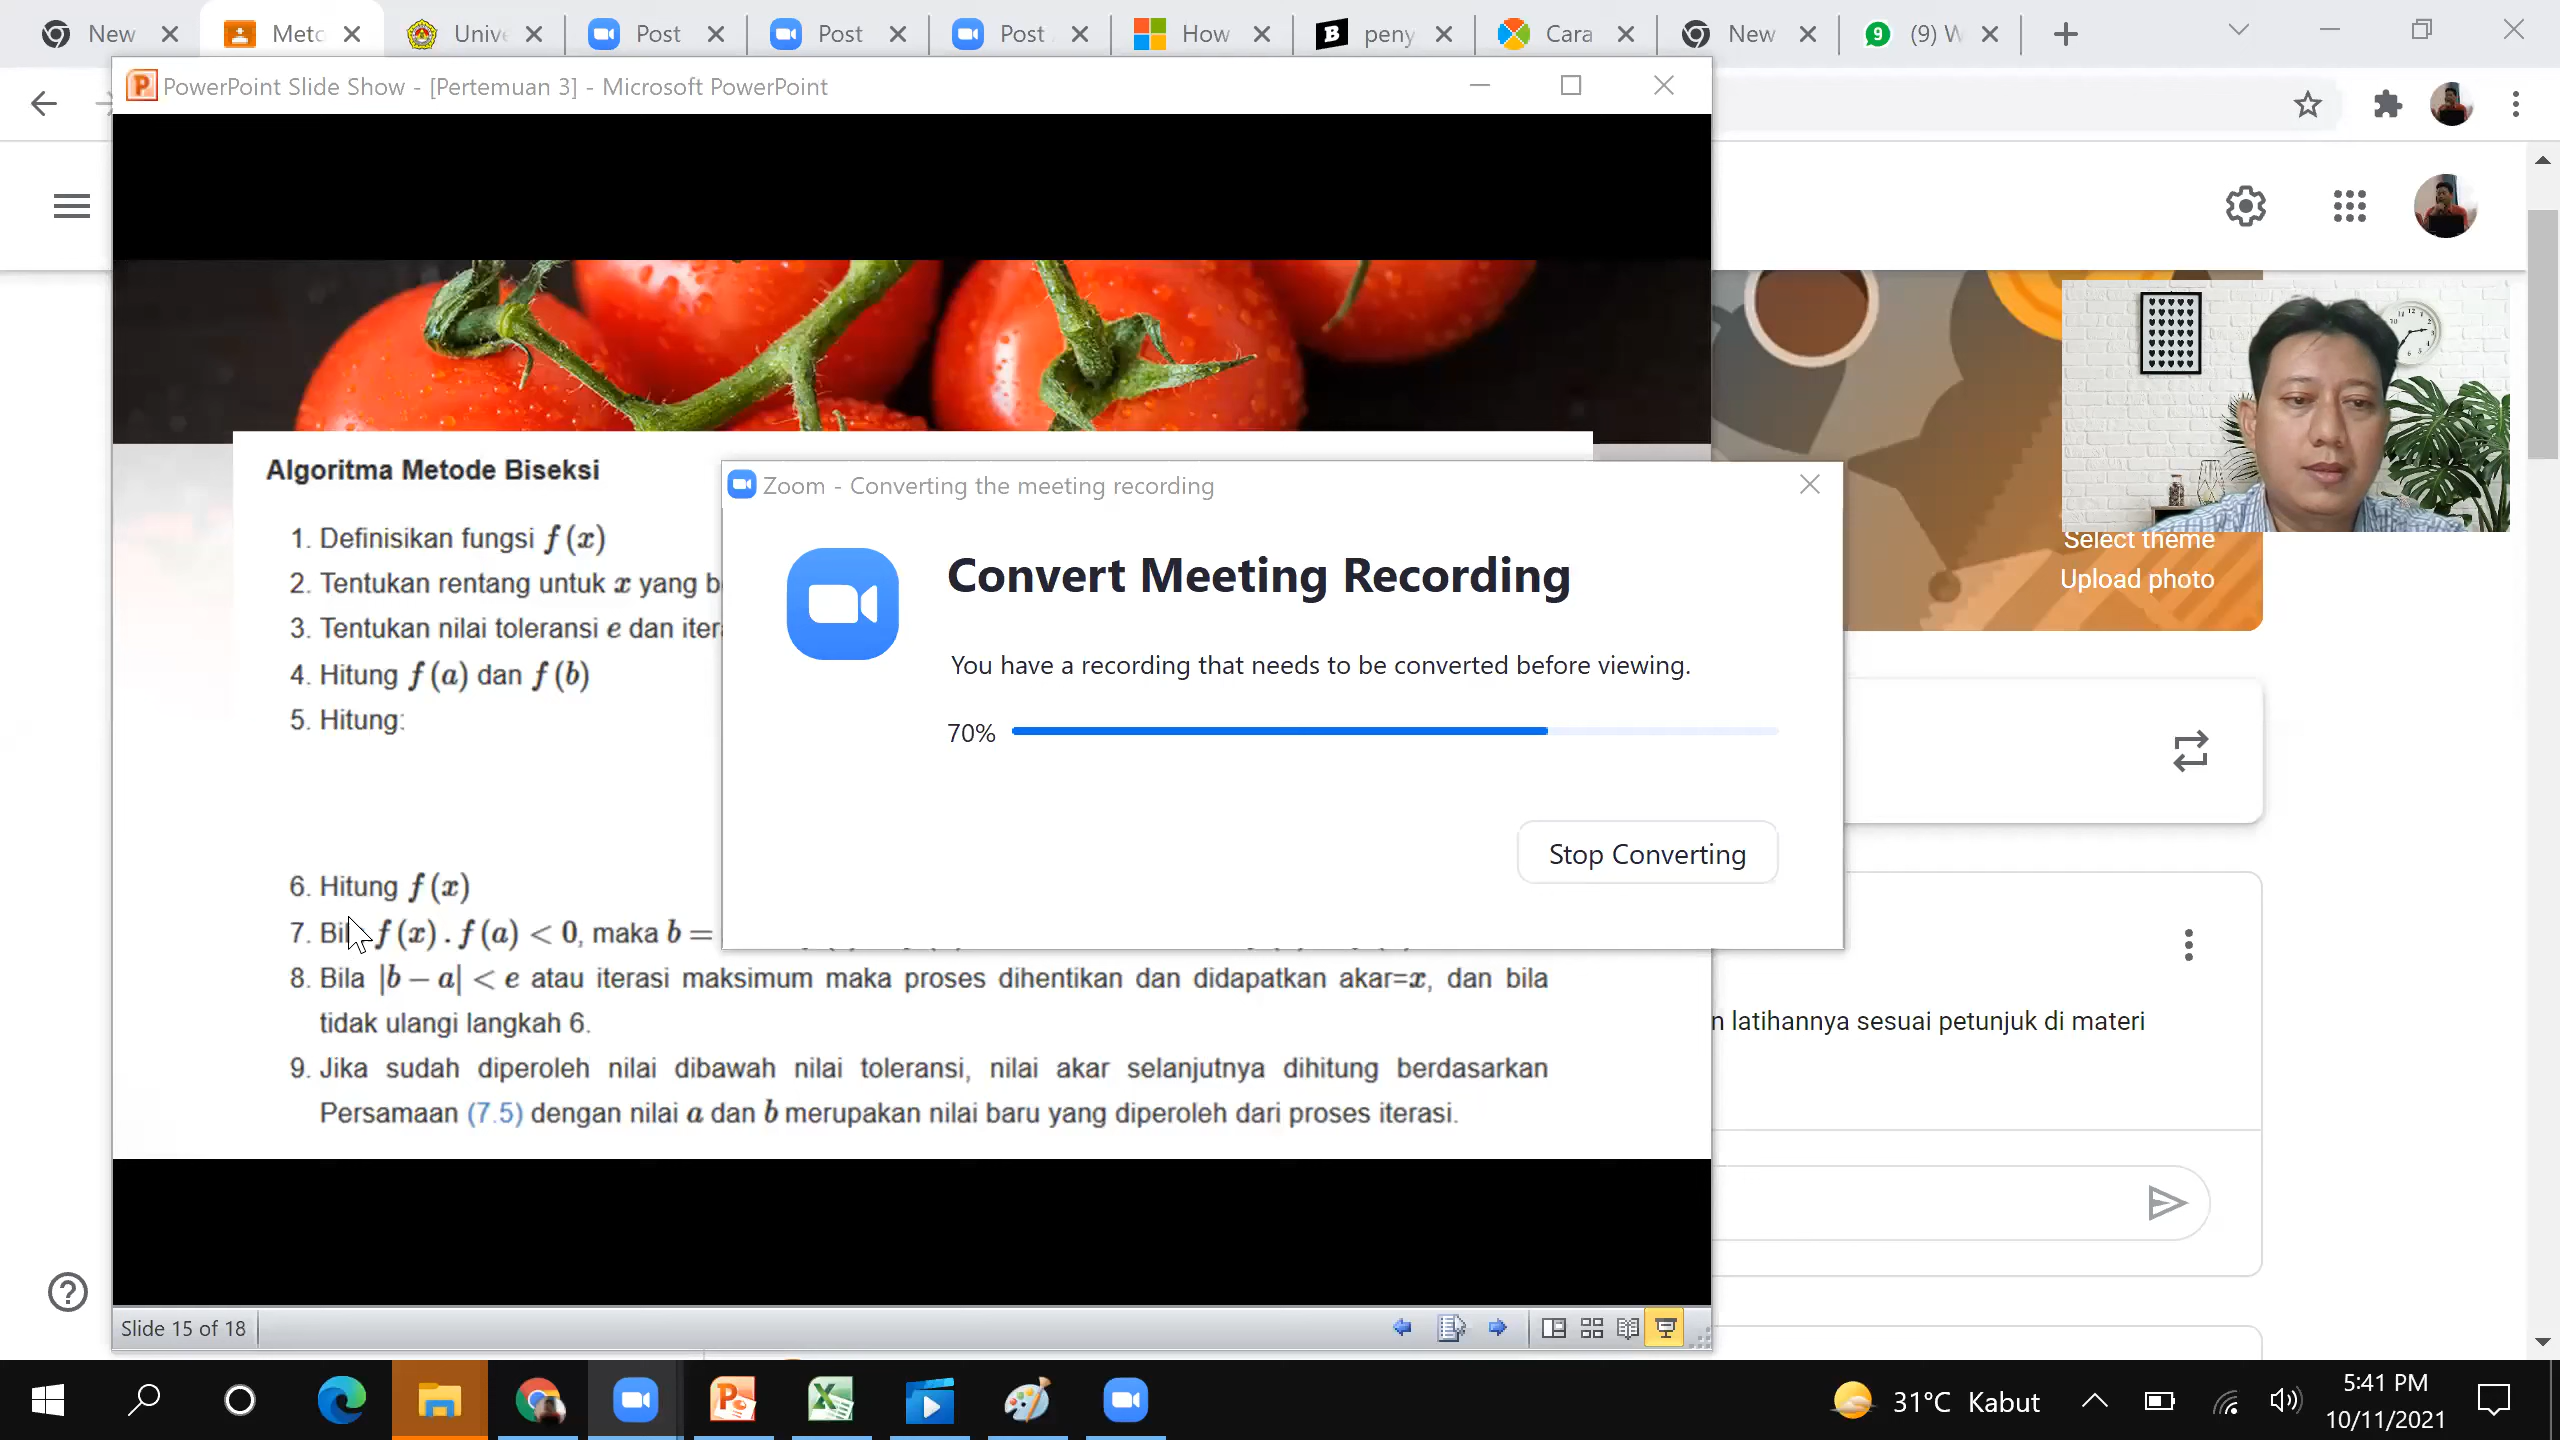 New
Meto
Unive
Post
Post
Post
How
peny
Cara
New
(9) W
PowerPoint Slide Show - [Pertemuan 3] - Microsoft PowerPoint
Algoritma Metode Biseksi
1. Definisikan fungsi f (x)
2. Tentukan rentang untuk x yang b
3. Tentukan nilai toleransi e dan iter
4. Hitung f (a) dan f (b)
5. Hitung:
6. Hitung f (x)
7. Bil f (x) . f (a) < 0, maka b =
8. Bila |b − a| < e atau iterasi maksimum maka proses dihentikan dan didapatkan akar=x, dan bila
tidak ulangi langkah 6.
9. Jika sudah diperoleh nilai dibawah nilai toleransi, nilai akar selanjutnya dihitung berdasarkan
Persamaan (7.5) dengan nilai a dan b merupakan nilai baru yang diperoleh dari proses iterasi.
Zoom - Converting the meeting recording
Convert Meeting Recording
You have a recording that needs to be converted before viewing.
70%
Stop Converting
Select theme
Upload photo
n latihannya sesuai petunjuk di materi
Slide 15 of 18
31°C Kabut
5:41 PM
10/11/2021